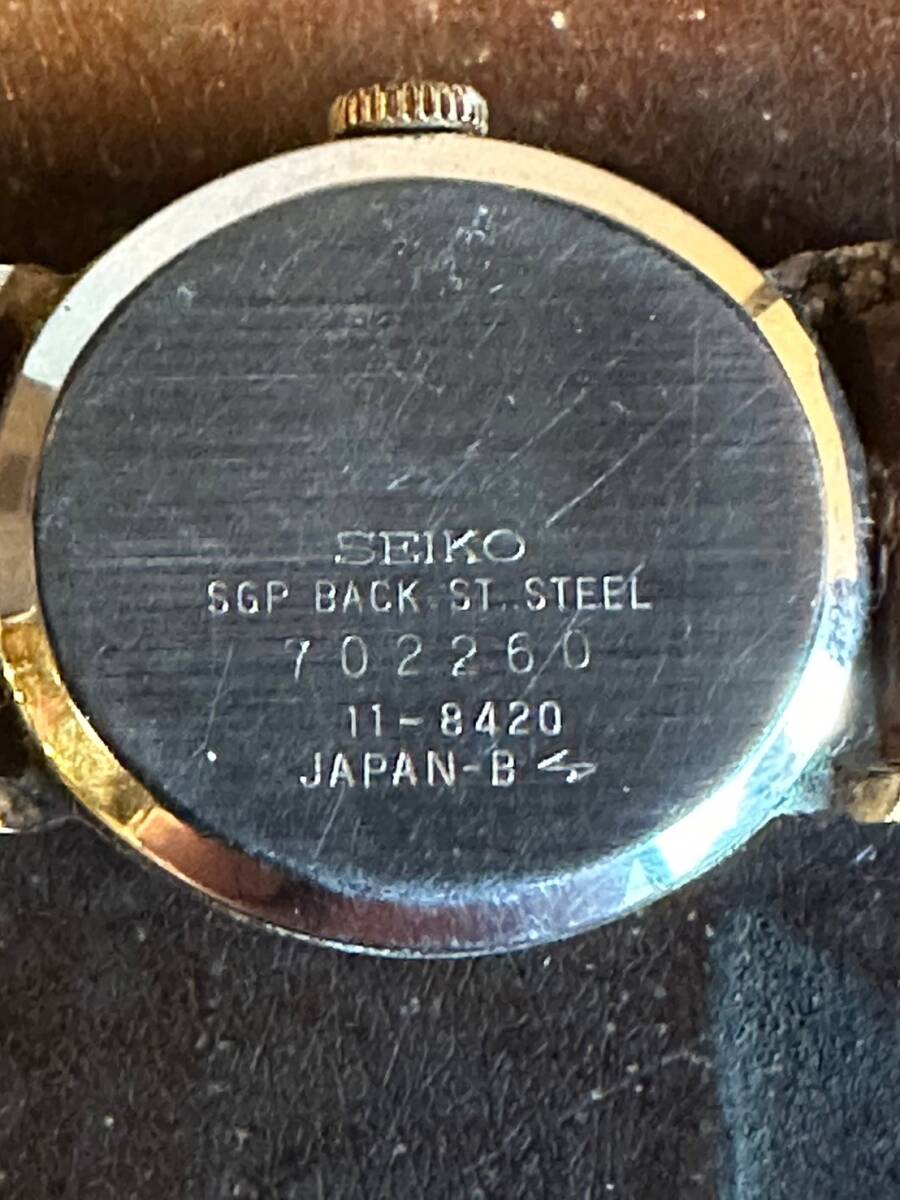 SEIKO
SGP BACK ST. STEEL
702260
11-8420
JAPAN-B